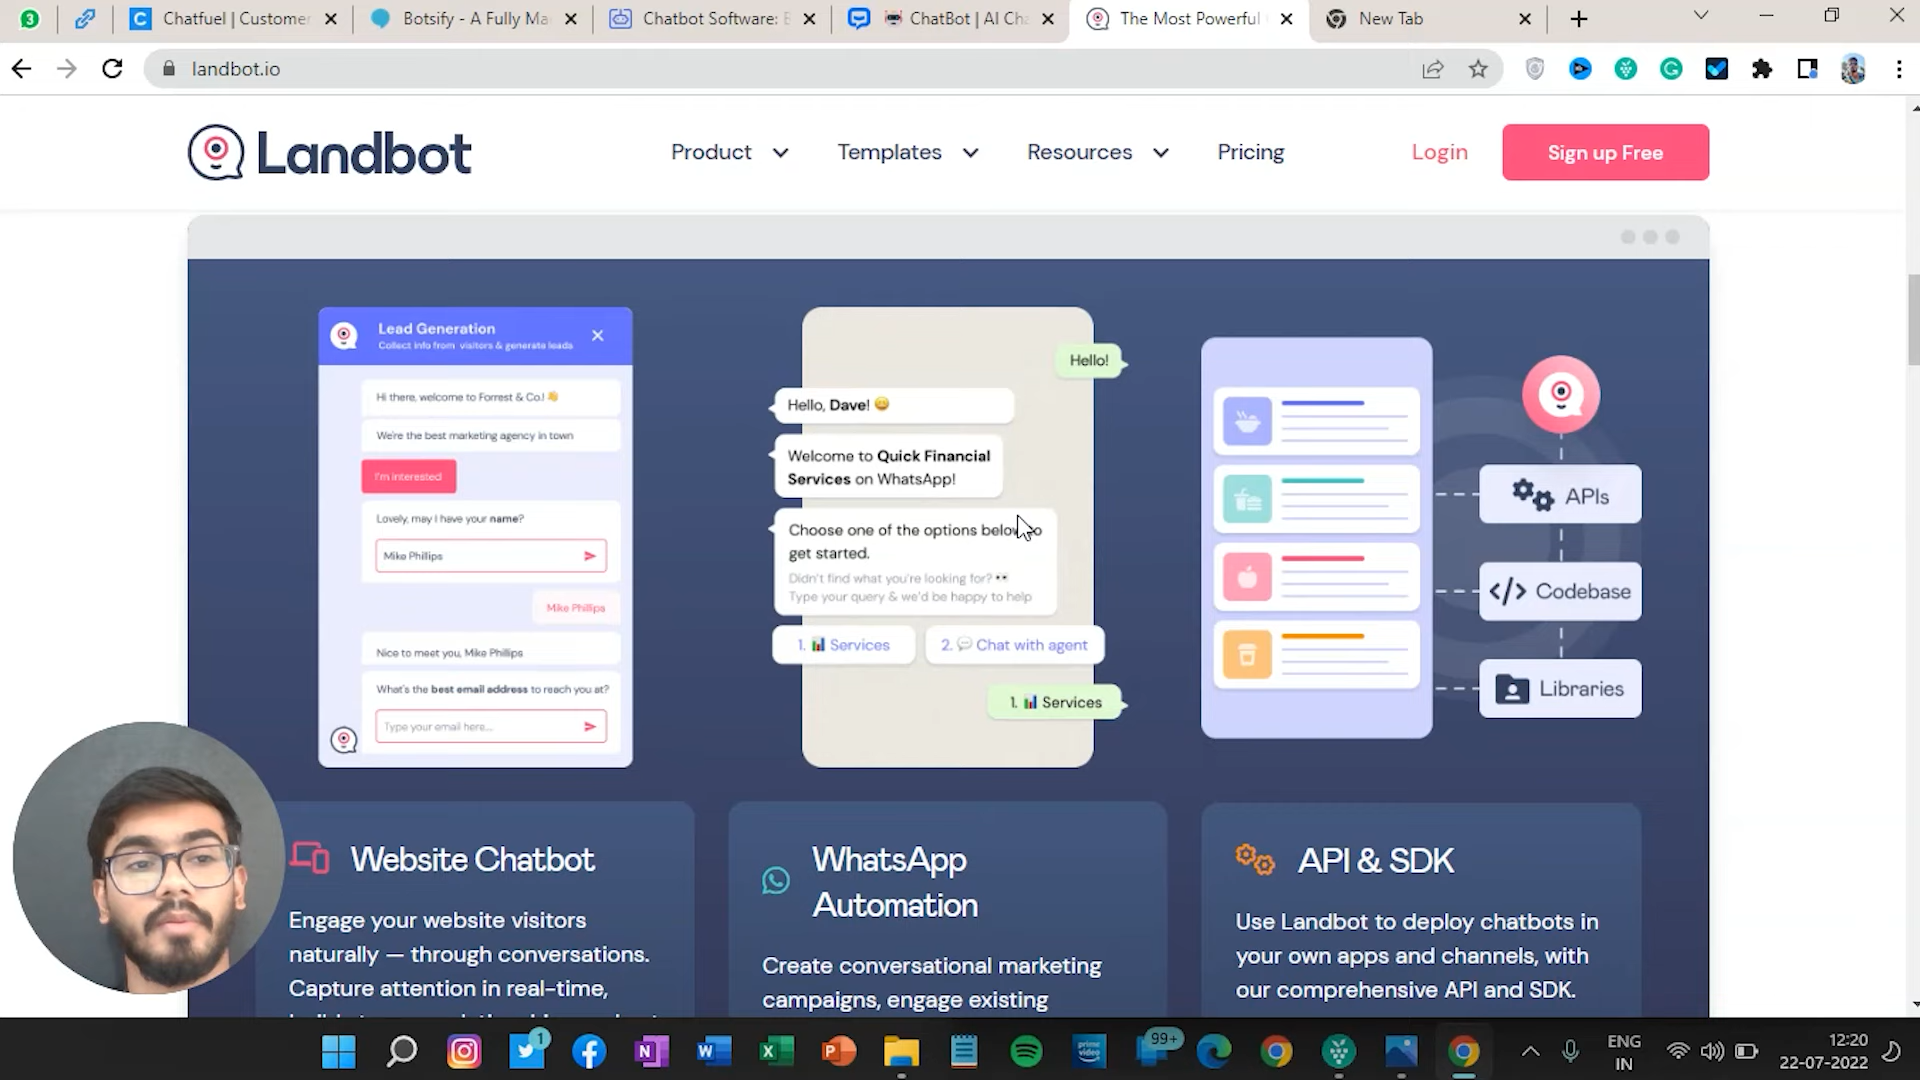 3
Chatfuel | Customer
Botsify - A Fully Ma
Chatbot Software: B
ChatBot | AI Cha
The Most Powerful
New Tab
landbot.io
Landbot
Product
Templates
Resources
Pricing
Login
Sign up Free
Lead Generation
Collect info from visitors & generate leads
Hi there, welcome to Forrest & Co.! 👋
We're the best marketing agency in town
I'm interested
Lovely, may I have your name?
Mike Phillips
Mike Phillips
Nice to meet you, Mike Phillips
What's the best email address to reach you at?
Type your email here...
Hello!
Hello, Dave! 😄
Welcome to Quick Financial
Services on WhatsApp!
Choose one of the options below to
get started.
Didn't find what you're looking for? 👀
Type your query & we'd be happy to help
1. 📊 Services
2. 💬 Chat with agent
1. 📊 Services
APIs
</> Codebase
Libraries
Website Chatbot
Engage your website visitors
naturally — through conversations.
Capture attention in real-time,
WhatsApp
Automation
Create conversational marketing
campaigns, engage existing
API & SDK
Use Landbot to deploy chatbots in
your own apps and channels, with
our comprehensive API and SDK.
1
99+
prime
video
ENG
IN
12:20
22-07-2022